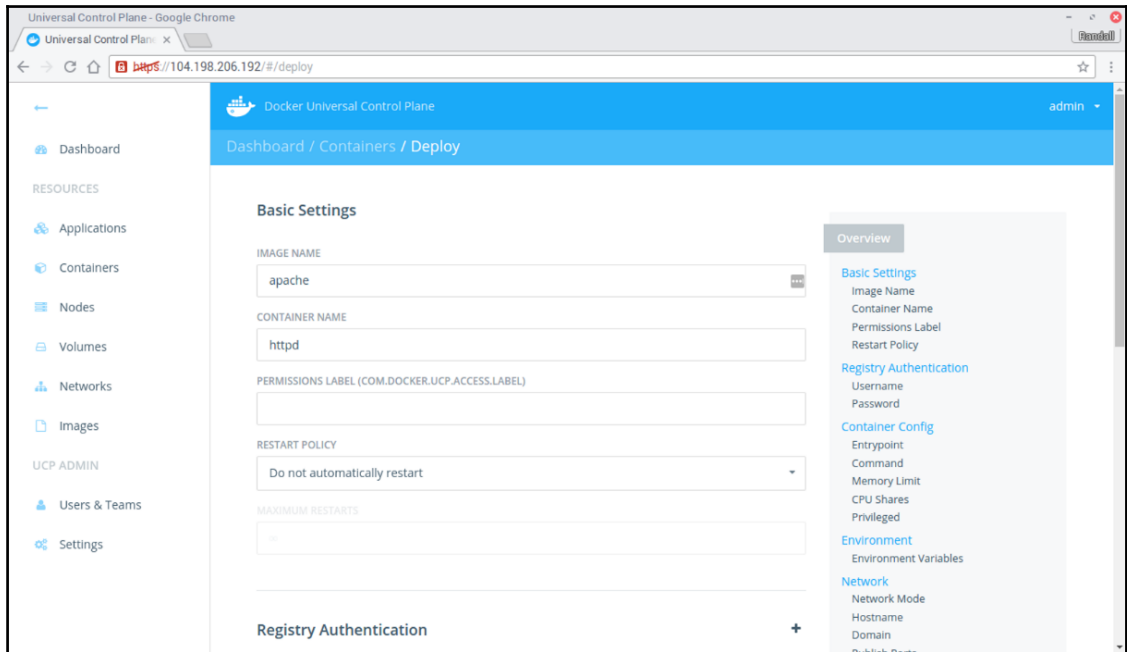 Universal Control Plane - Google Chrome
Universal Control Plane
Randall
https://104.198.206.192/#/deploy
Docker Universal Control Plane
admin
Dashboard / Containers / Deploy
Dashboard
RESOURCES
Applications
Containers
Nodes
Volumes
Networks
Images
UCP ADMIN
Users & Teams
Settings
Basic Settings
IMAGE NAME
apache
CONTAINER NAME
httpd
PERMISSIONS LABEL (COM.DOCKER.UCP.ACCESS.LABEL)
RESTART POLICY
Do not automatically restart
MAXIMUM RESTARTS
Registry Authentication
Overview
Basic Settings
Image Name
Container Name
Permissions Label
Restart Policy
Registry Authentication
Username
Password
Container Config
Entrypoint
Command
Memory Limit
CPU Shares
Privileged
Environment
Environment Variables
Network
Network Mode
Hostname
Domain
Publish Ports